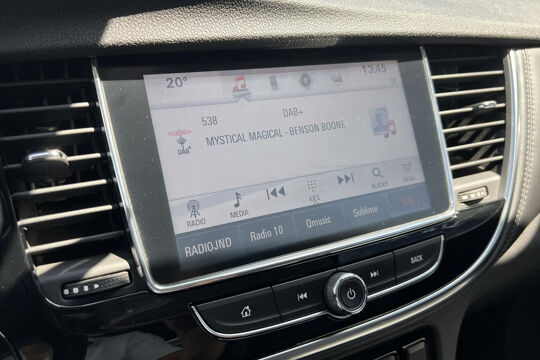 20° 13.45
538 DAB+
MYSTICAL MAGICAL - BENSON BOONE
DAB+
RADIO MEDIA KIES BLADER MENU
RADIOJND Radio 10 Qmusic Sublime 538
BACK